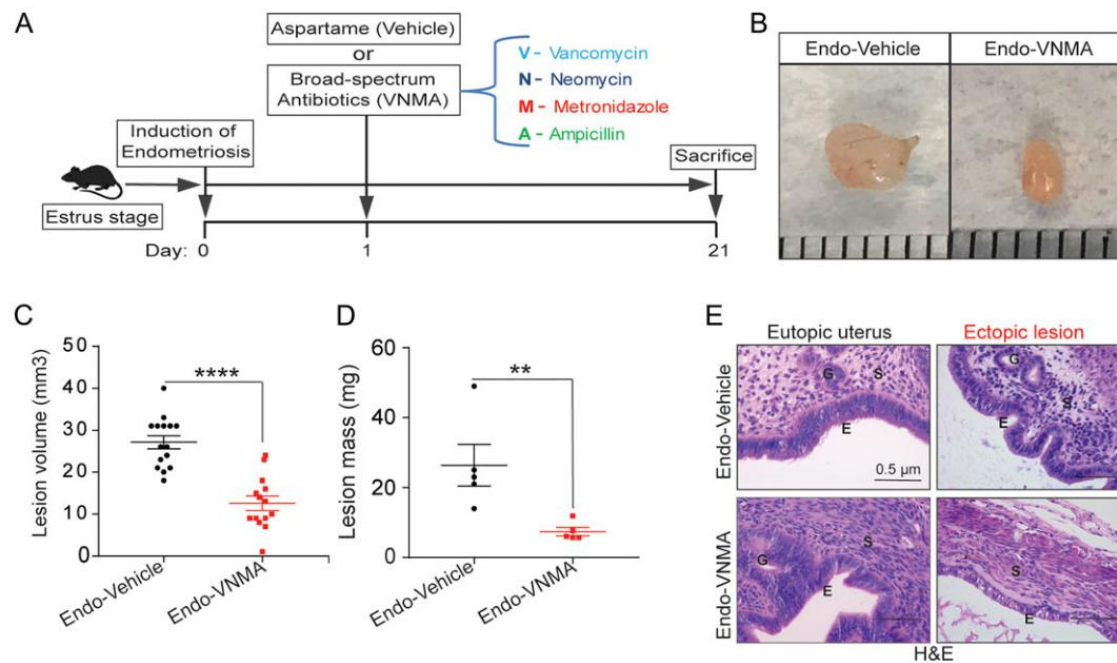 A
Aspartame (Vehicle)
or
Broad-spectrum
Antibiotics (VNMA)
V - Vancomycin
N - Neomycin
M - Metronidazole
A - Ampicillin
Induction of
Endometriosis
Sacrifice
Estrus stage
Day: 0 1 21
B
Endo-Vehicle Endo-VNMA
C
Lesion volume (mm3)
50
40
30
20
10
0
****
Endo-Vehicle
Endo-VNMA
D
Lesion mass (mg)
60
40
20
0
**
Endo-Vehicle
Endo-VNMA
E
Eutopic uterus Ectopic lesion
Endo-Vehicle
G S
E
0.5 µm
G
S
E
Endo-VNMA
G S
E
S
E
H&E